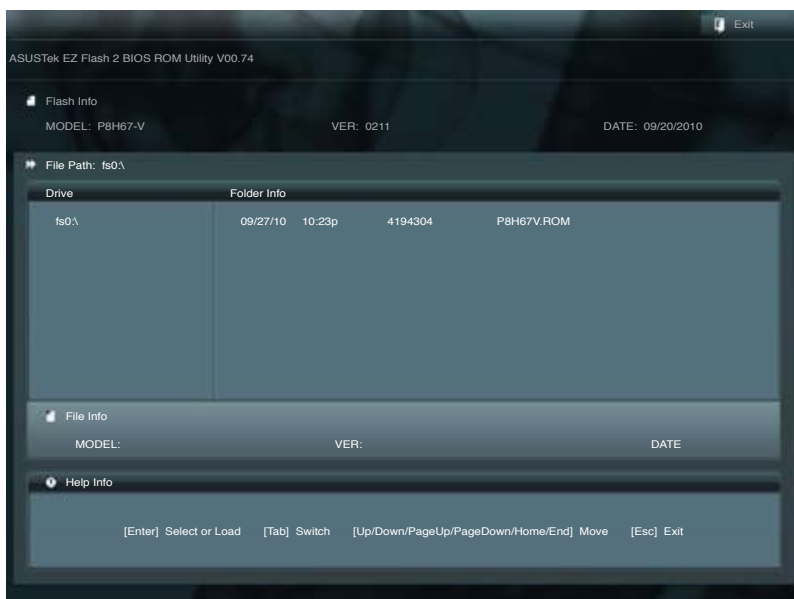 Exit
ASUSTek EZ Flash 2 BIOS ROM Utility V00.74
Flash Info
MODEL: P8H67-V VER: 0211 DATE: 09/20/2010
File Path: fs0:\
Drive Folder Info
fs0:\ 09/27/10 10:23p 4194304 P8H67V.ROM
File Info
MODEL: VER: DATE
Help Info
[Enter] Select or Load [Tab] Switch [Up/Down/PageUp/PageDown/Home/End] Move [Esc] Exit